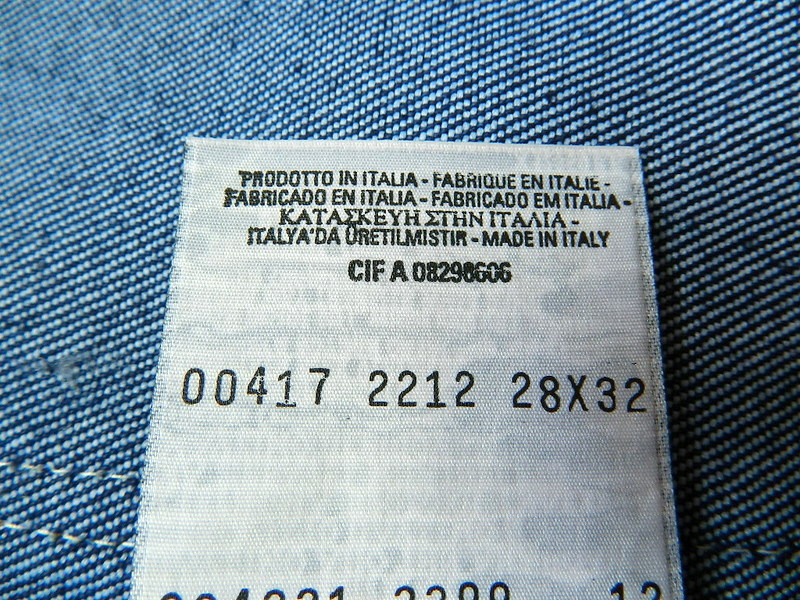 PRODOTTO IN ITALIA - FABRIQUE EN ITALIE -
FABRICADO EN ITALIA - FABRICADO EM ITALIA -
ΚΑΤΑΣΚΕΥΗ ΣΤΗΝ ΙΤΑΛΙΑ -
ITALYA'DA ÜRETILMISTIR - MADE IN ITALY
CIF A 08298606
00417 2212 28X32